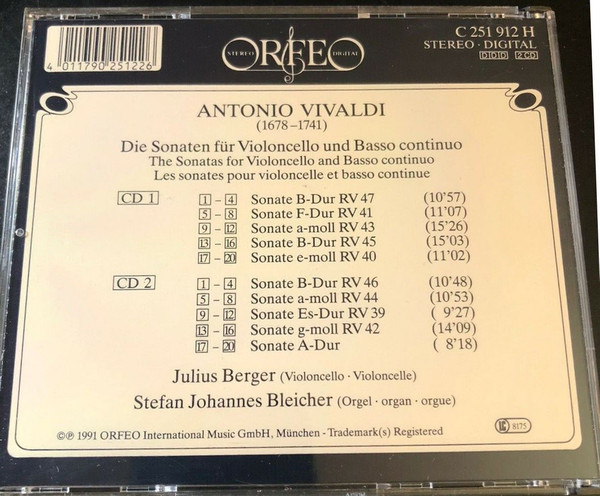 C 251 912 H
STEREO ORFEO DIGITAL
STEREO · DIGITAL
4 011790 251226
DDD 2 CD
ANTONIO VIVALDI
(1678–1741)
Die Sonaten für Violoncello und Basso continuo
The Sonatas for Violoncello and Basso continuo
Les sonates pour violoncelle et basso continue
CD 1 1 – 4 Sonate B-Dur RV 47 (10'57)
5 – 8 Sonate F-Dur RV 41 (11'07)
9 – 12 Sonate a-moll RV 43 (15'26)
13 – 16 Sonate B-Dur RV 45 (15'03)
17 – 20 Sonate e-moll RV 40 (11'02)
CD 2 1 – 4 Sonate B-Dur RV 46 (10'48)
5 – 8 Sonate a-moll RV 44 (10'53)
9 – 12 Sonate Es-Dur RV 39 ( 9'27)
13 – 16 Sonate g-moll RV 42 (14'09)
17 – 20 Sonate A-Dur ( 8'18)
Julius Berger (Violoncello · Violoncelle)
Stefan Johannes Bleicher (Orgel · organ · orgue)
©℗ 1991 ORFEO International Music GmbH, München - Trademark(s) Registered
LC 8175